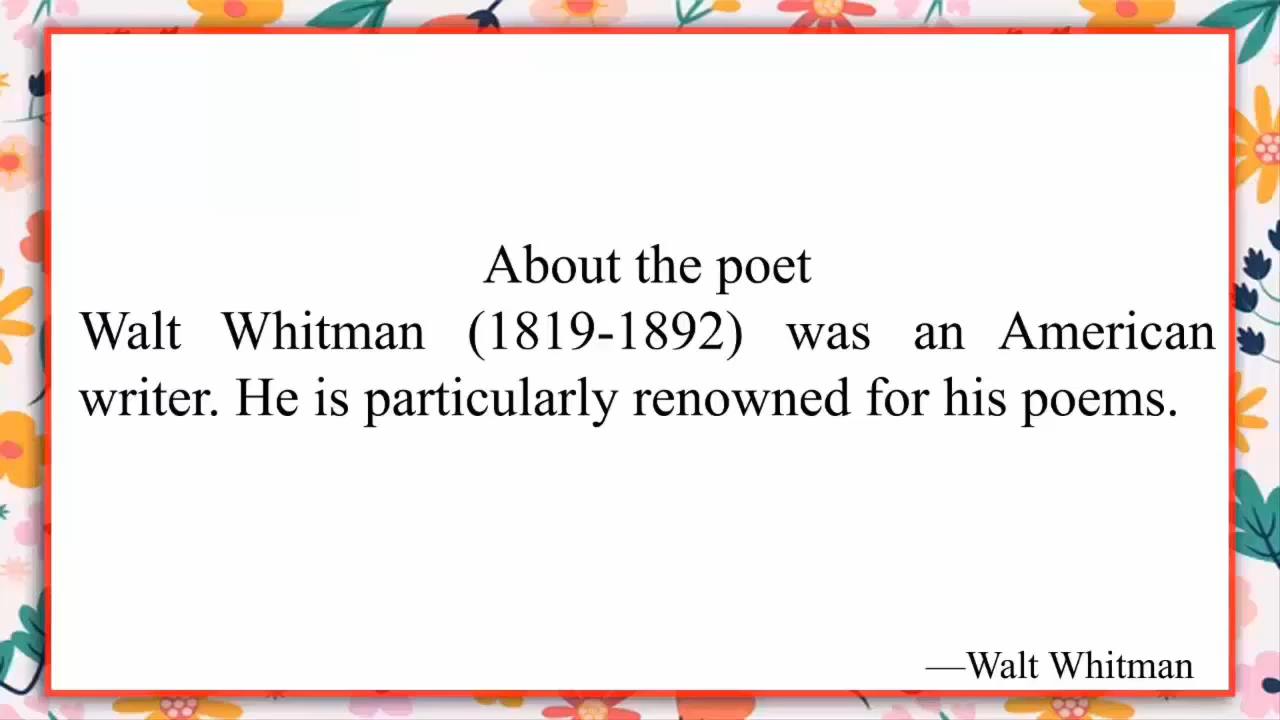 About the poet
Walt Whitman (1819-1892) was an American
writer. He is particularly renowned for his poems.
—Walt Whitman